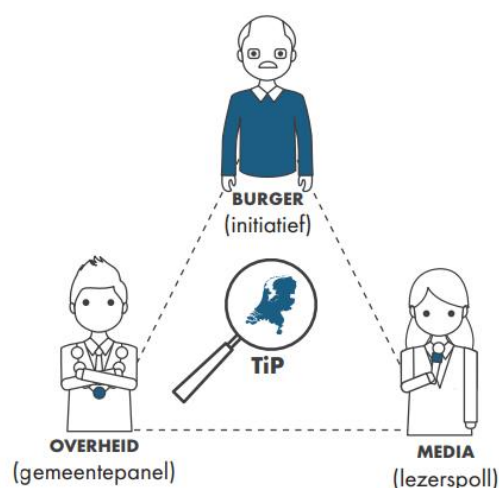 BURGER
(initiatief)
TiP
OVERHEID
(gemeentepanel)
MEDIA
(lezerspoll)